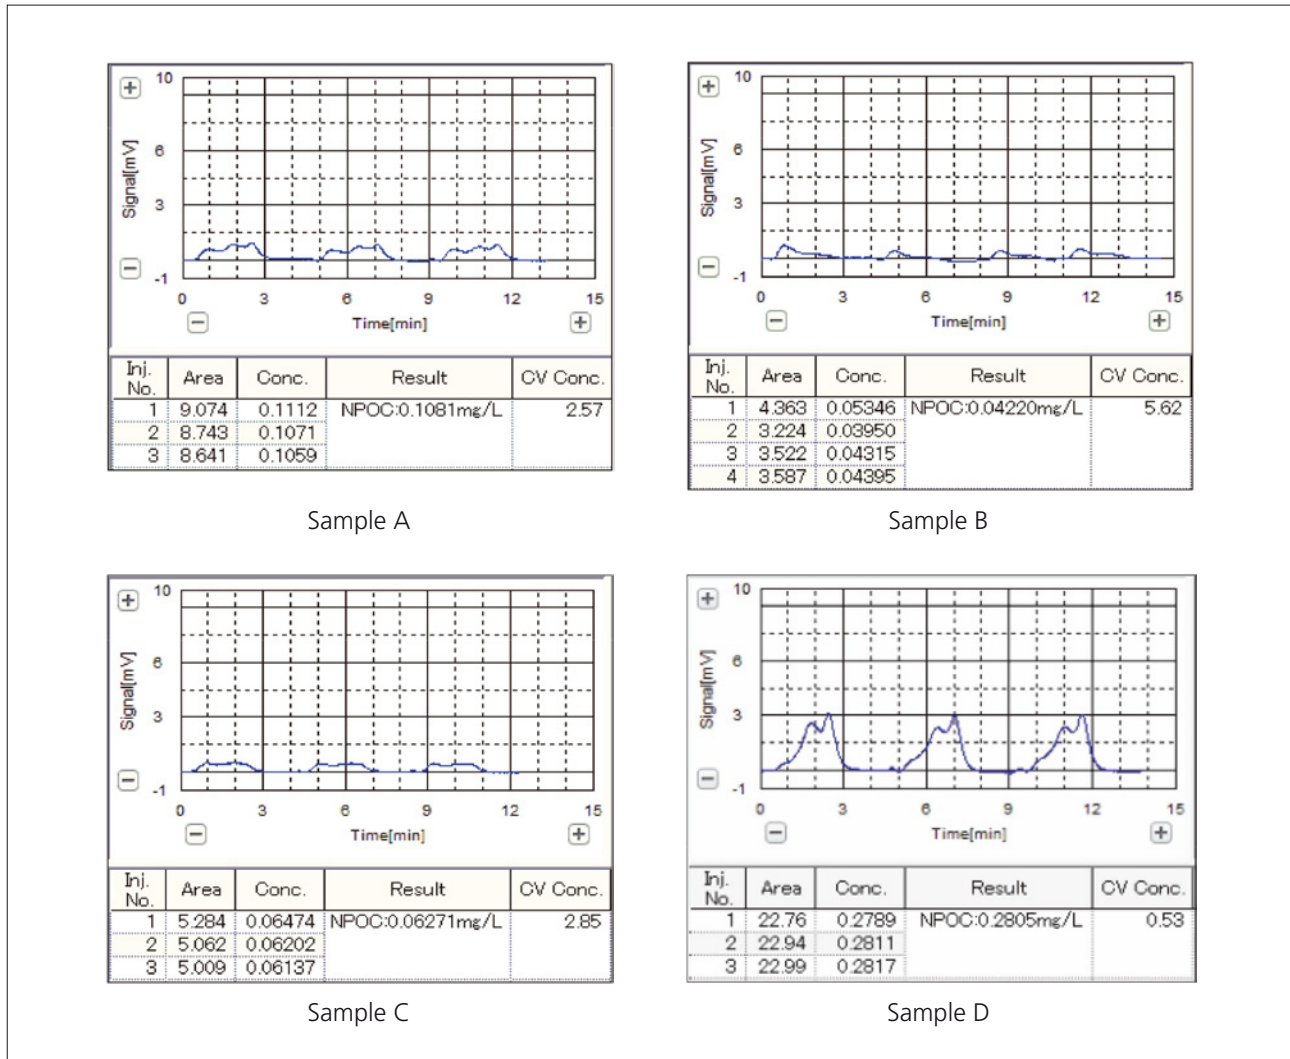 10
6
3
-1
Signal[mV]
0 3 6 9 12 15
Time[min]
Inj. No. Area Conc. Result CV Conc.
1 9.074 0.1112 NPOC:0.1081mg/L 2.57
2 8.743 0.1071
3 8.641 0.1059
Sample A
10
6
3
-1
Signal[mV]
0 3 6 9 12 15
Time[min]
Inj. No. Area Conc. Result CV Conc.
1 4.363 0.05346 NPOC:0.04220mg/L 5.62
2 3.224 0.03950
3 3.522 0.04315
4 3.587 0.04395
Sample B
10
6
3
-1
Signal[mV]
0 3 6 9 12 15
Time[min]
Inj. No. Area Conc. Result CV Conc.
1 5.284 0.06474 NPOC:0.06271mg/L 2.85
2 5.062 0.06202
3 5.009 0.06137
Sample C
10
6
3
-1
Signal[mV]
0 3 6 9 12 15
Time[min]
Inj. No. Area Conc. Result CV Conc.
1 22.76 0.2789 NPOC:0.2805mg/L 0.53
2 22.94 0.2811
3 22.99 0.2817
Sample D